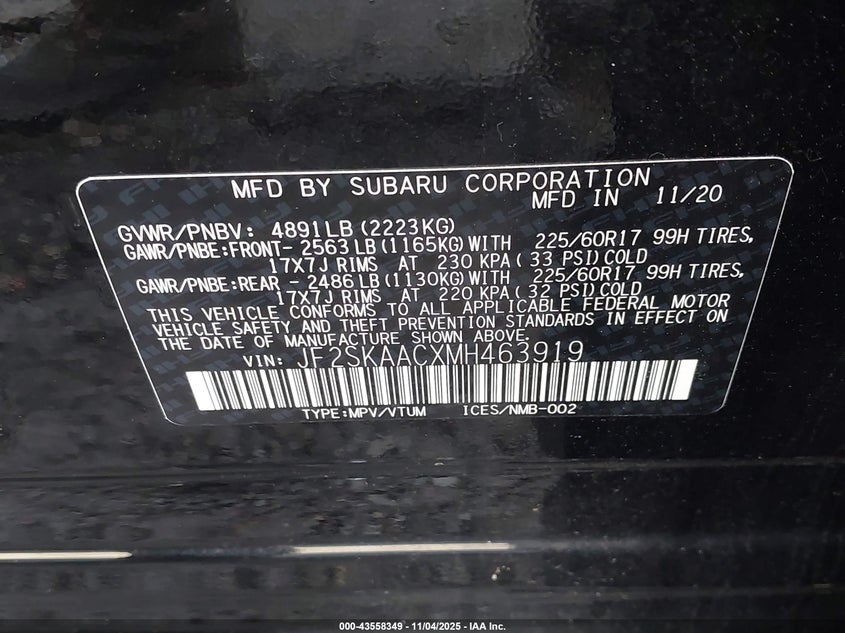 MFD BY SUBARU CORPORATION
MFD IN 11/20
GVWR/PNBV: 4891LB (2223KG)
GAWR/PNBE:FRONT- 2563LB (1165KG) WITH 225/60R17 99H TIRES,
17X7J RIMS AT 230 KPA ( 33 PSI) COLD
GAWR/PNBE:REAR - 2486LB (1130KG) WITH 225/60R17 99H TIRES,
17X7J RIMS AT 220 KPA ( 32 PSI) COLD
THIS VEHICLE CONFORMS TO ALL APPLICABLE FEDERAL MOTOR
VEHICLE SAFETY AND THEFT PREVENTION STANDARDS IN EFFECT ON
THE DATE OF MANUFACTURE SHOWN ABOVE.
VIN: JF2SKAACXMH463919
TYPE:MPV/VTUM ICES/NMB-002
000-43558349 - 11/04/2025 - IAA Inc.